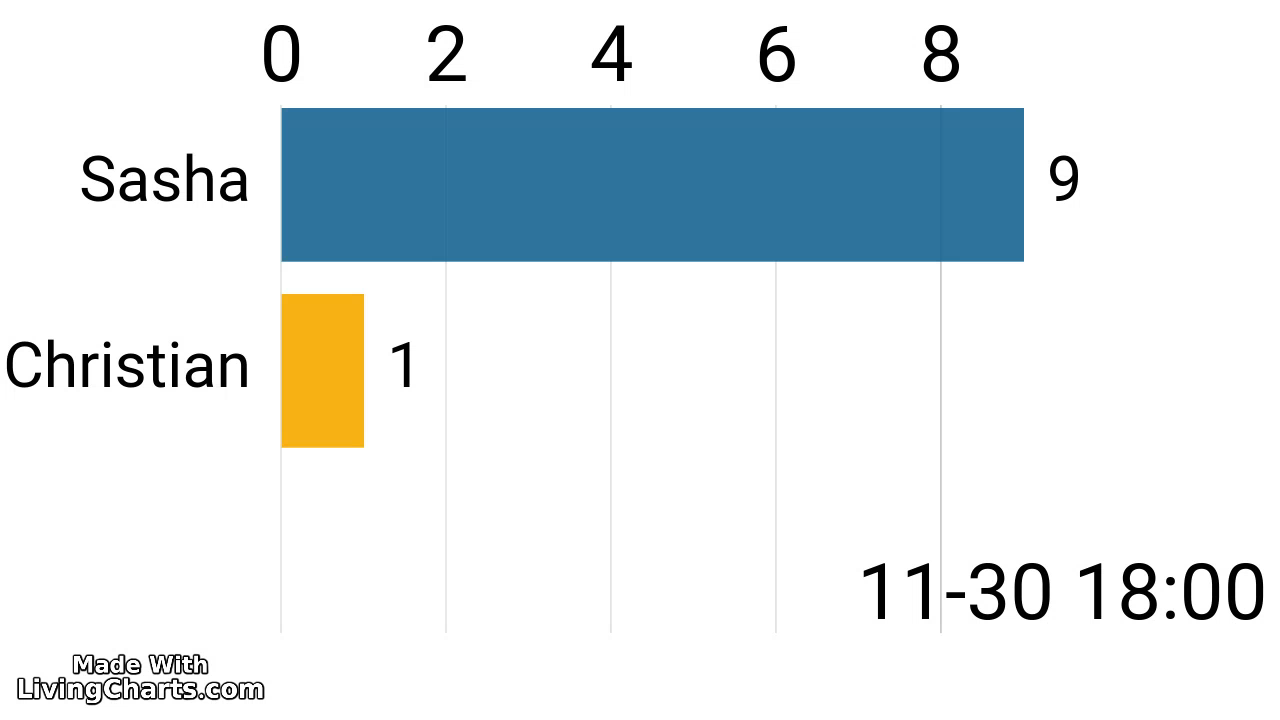 0 2 4 6 8
Sasha 9
Christian 1
11-30 18:00
Made With
LivingCharts.com